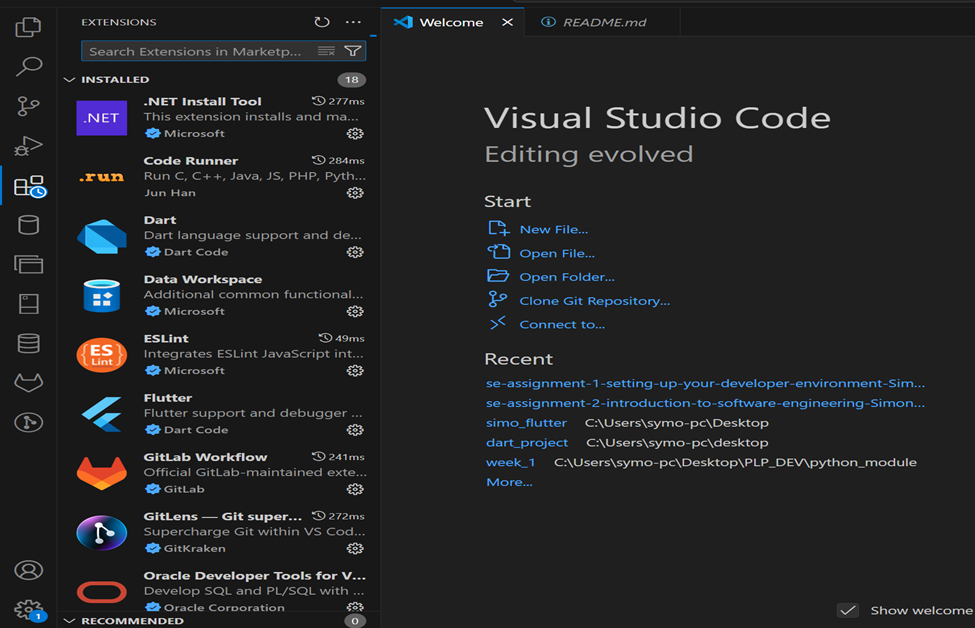 EXTENSIONS
Search Extensions in Marketp...
INSTALLED 18
.NET
.NET Install Tool 277ms
This extension installs and ma...
Microsoft
.run
Code Runner 284ms
Run C, C++, Java, JS, PHP, Pyth...
Jun Han
Dart
Dart language support and de...
Dart Code
Data Workspace
Additional common functional...
Microsoft
ES
Lint
ESLint 49ms
Integrates ESLint JavaScript int...
Microsoft
Flutter
Flutter support and debugger ...
Dart Code
GitLab Workflow 241ms
Official GitLab-maintained exte...
GitLab
GitLens — Git super... 272ms
Supercharge Git within VS Cod...
GitKraken
Oracle Developer Tools for V...
Develop SQL and PL/SQL with ...
Oracle Corporation
RECOMMENDED 0
1
Welcome
README.md
Visual Studio Code
Editing evolved
Start
New File...
Open File...
Open Folder...
Clone Git Repository...
Connect to...
Recent
se-assignment-1-setting-up-your-developer-environment-Sim...
se-assignment-2-introduction-to-software-engineering-Simon...
simo_flutter C:\Users\symo-pc\Desktop
dart_project C:\Users\symo-pc\desktop
week_1 C:\Users\symo-pc\Desktop\PLP_DEV\python_module
More...
Show welcome